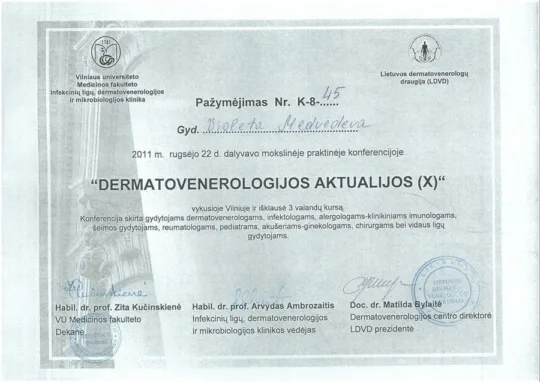 Vilniaus universiteto
Medicinos fakulteto
Infekcinių ligų, dermatovenerologijos
ir mikrobiologijos klinika
Lietuvos dermatovenerologų
draugija (LDVD)
Pažymėjimas Nr. K-8-45
Gyd. Violeta Medvedeva
2011 m. rugsėjo 22 d. dalyvavo mokslinėje praktinėje konferencijoje
"DERMATOVENEROLOGIJOS AKTUALIJOS (X)"
vykusioje Vilniuje ir išklausė 3 valandų kursą.
Konferencija skirta gydytojams dermatovenerologams, infektologams, alergologams-klinikiniams imunologams,
šeimos gydytojams, reumatologams, pediatrams, akušeriams-ginekologams, chirurgams bei vidaus ligų
gydytojams.
Kučinskienė
Habil. dr. prof. Zita Kučinskienė
VU Medicinos fakulteto
Dekanė
Habil. dr. prof. Arvydas Ambrozaitis
Infekcinių ligų, dermatovenerologijos
ir mikrobiologijos klinikos vedėjas
Doc. dr. Matilda Bylaitė
Dermatovenerologijos centro direktorė
LDVD prezidentė